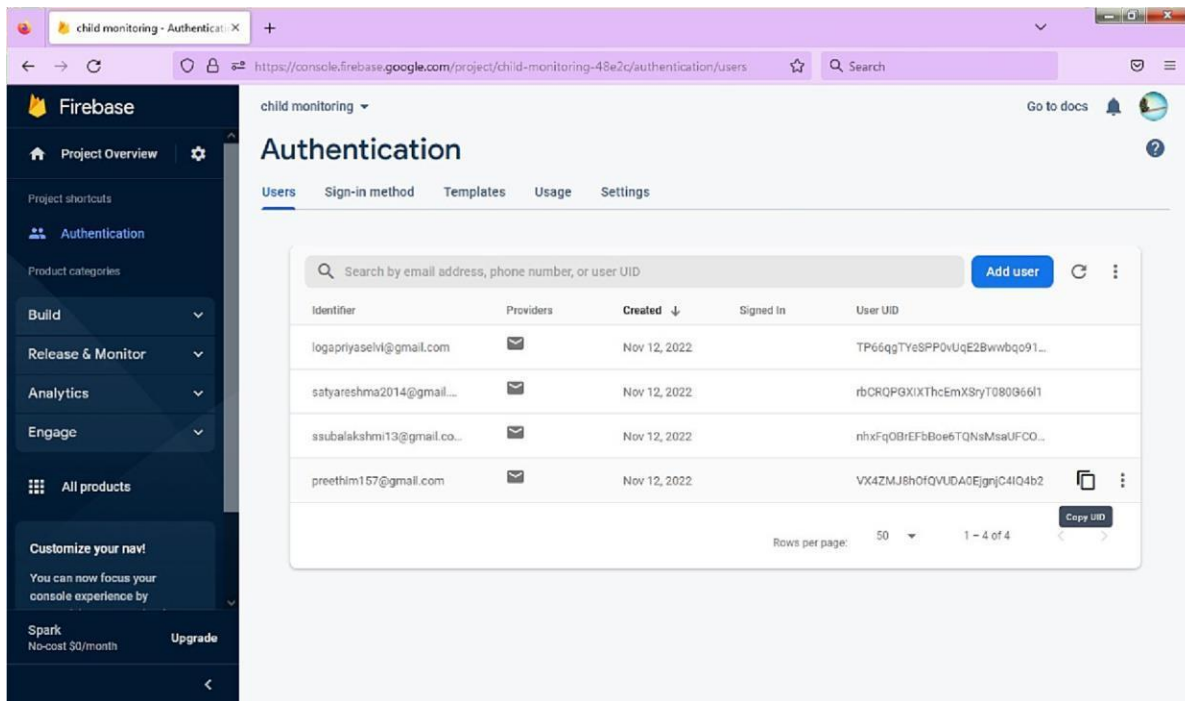 child monitoring - Authenticati
https://console.firebase.google.com/project/child-monitoring-48e2c/authentication/users
Search
Firebase
child monitoring
Go to docs
Project Overview
Authentication
Users Sign-in method Templates Usage Settings
Project shortcuts
Authentication
Product categories
Build
Release & Monitor
Analytics
Engage
All products
Customize your nav!
You can now focus your
console experience by
Spark
No-cost $0/month
Upgrade
Search by email address, phone number, or user UID
Add user
Identifier Providers Created Signed In User UID
logapriyaselvi@gmail.com Nov 12, 2022 TP66qgTYeSPP0vUqE2Bwwbqo91...
satyareshma2014@gmail.... Nov 12, 2022 rbCRQPGXIXThcEmXSryT080G66l1
ssubalakshmi13@gmail.co... Nov 12, 2022 nhxFqOBrEFbBoe6TQNsMsaUFCO...
preethim157@gmail.com Nov 12, 2022 VX4ZMJ8hOfQVUDA0EjgnjC4IQ4b2
Copy UID
Rows per page: 50 1 – 4 of 4